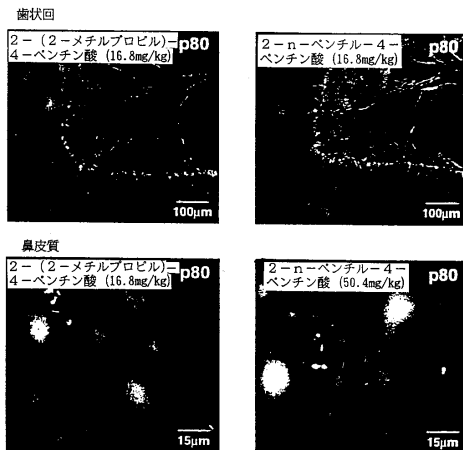 歯状回
2-(2-メチルプロピル)-
4-ペンチン酸 (16.8mg/kg)
p80
100μm
2-n-ペンチル-4-
ペンチン酸 (16.8mg/kg)
p80
100μm
鼻皮質
2-(2-メチルプロピル)-
4-ペンチン酸 (16.8mg/kg)
p80
15μm
2-n-ペンチル-4-
ペンチン酸 (50.4mg/kg)
p80
15μm